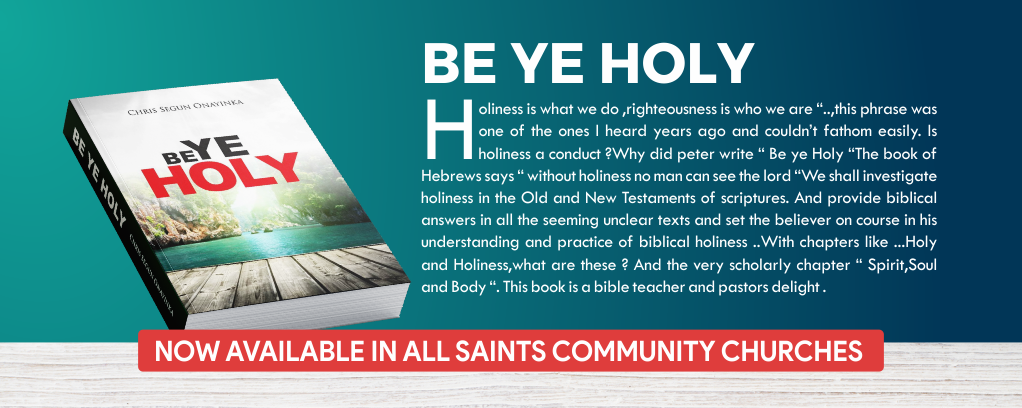 CHRIS SEGUN ONAYINKA
BE YE
HOLY
BE YE HOLY
CHRIS SEGUN ONAYINKA
BE YE HOLY
Holiness is what we do ,righteousness is who we are “..,this phrase was
one of the ones I heard years ago and couldn’t fathom easily. Is
holiness a conduct ?Why did peter write “ Be ye Holy “The book of
Hebrews says “ without holiness no man can see the lord “We shall investigate
holiness in the Old and New Testaments of scriptures. And provide biblical
answers in all the seeming unclear texts and set the believer on course in his
understanding and practice of biblical holiness ..With chapters like ...Holy
and Holiness,what are these ? And the very scholarly chapter “ Spirit,Soul
and Body “. This book is a bible teacher and pastors delight .
NOW AVAILABLE IN ALL SAINTS COMMUNITY CHURCHES